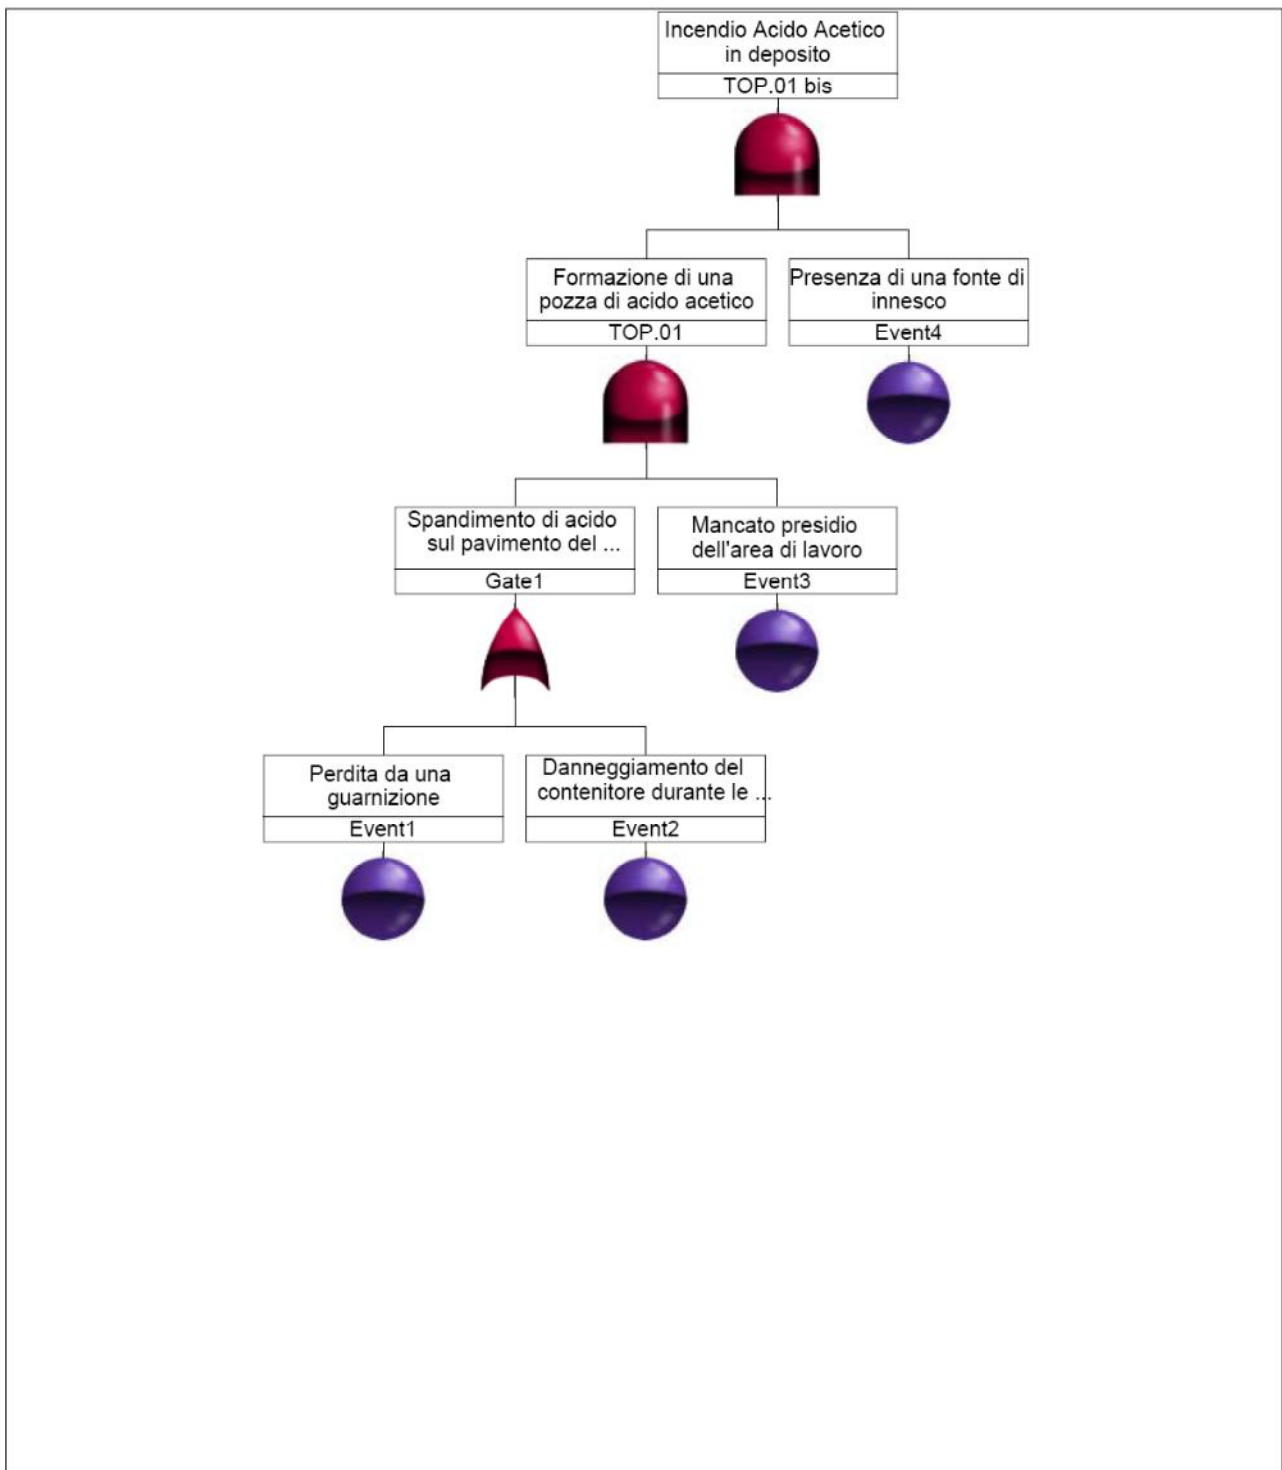 Incendio Acido Acetico
in deposito
TOP.01 bis
Formazione di una
pozza di acido acetico
TOP.01
Presenza di una fonte di
innesco
Event4
Spandimento di acido
sul pavimento del ...
Gate1
Mancato presidio
dell'area di lavoro
Event3
Perdita da una
guarnizione
Event1
Danneggiamento del
contenitore durante le ...
Event2